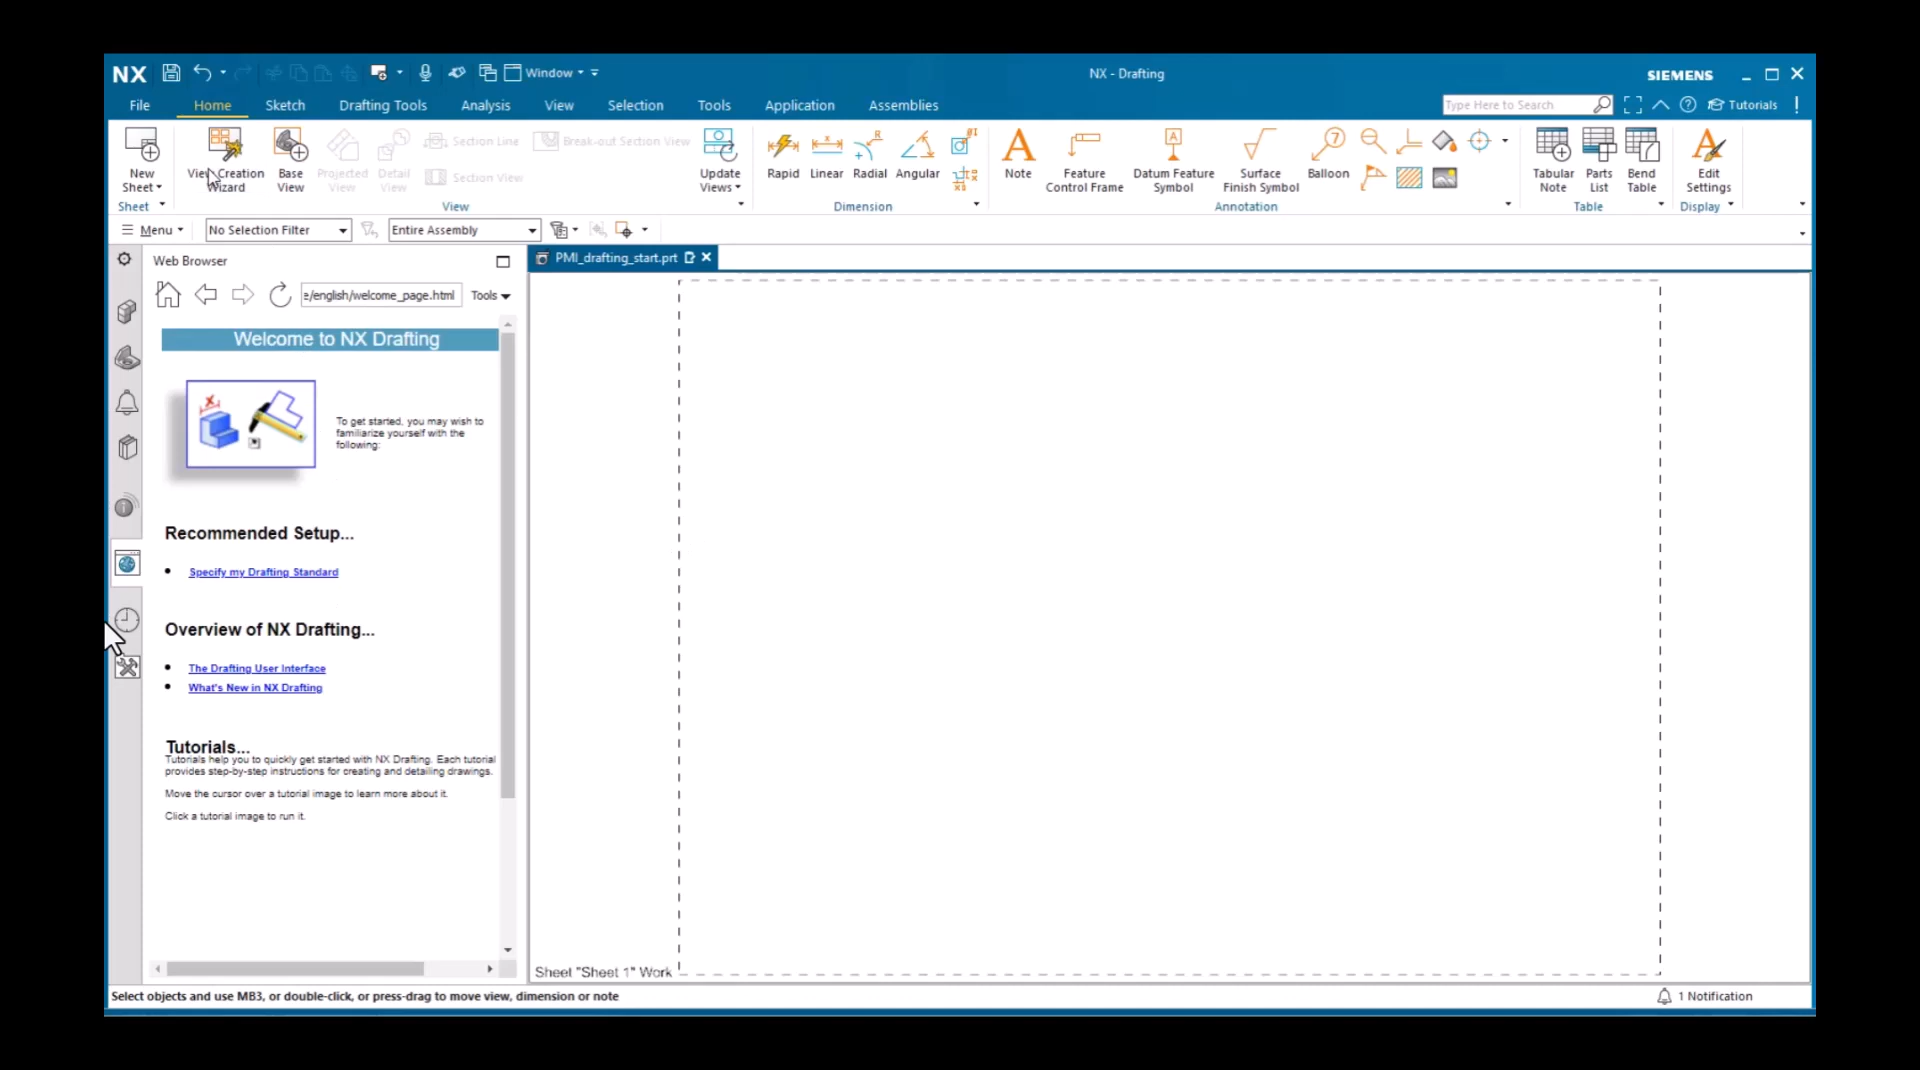 NX
Window
NX - Drafting
SIEMENS
File Home Sketch Drafting Tools Analysis View Selection Tools Application Assemblies
Type Here to Search
Tutorials
New Sheet
View Creation Wizard
Base View
Projected View
Detail View
Section Line
Break-out Section View
Section View
Update Views
Rapid
Linear
Radial
Angular
Note
Feature Control Frame
Datum Feature Symbol
Surface Finish Symbol
Balloon
Tabular Note
Parts List
Bend Table
Edit Settings
Sheet
View
Dimension
Annotation
Table
Display
Menu
No Selection Filter
Entire Assembly
Web Browser
PMI_drafting_start.prt
/english/welcome_page.html
Tools
Welcome to NX Drafting
To get started, you may wish to
familiarize yourself with the
following:
Recommended Setup...
Specify my Drafting Standard
Overview of NX Drafting...
The Drafting User Interface
What's New in NX Drafting
Tutorials...
Tutorials help you to quickly get started with NX Drafting. Each tutorial
provides step-by-step instructions for creating and detailing drawings.
Move the cursor over a tutorial image to learn more about it.
Click a tutorial image to run it.
Sheet "Sheet 1" Work
Select objects and use MB3, or double-click, or press-drag to move view, dimension or note
1 Notification